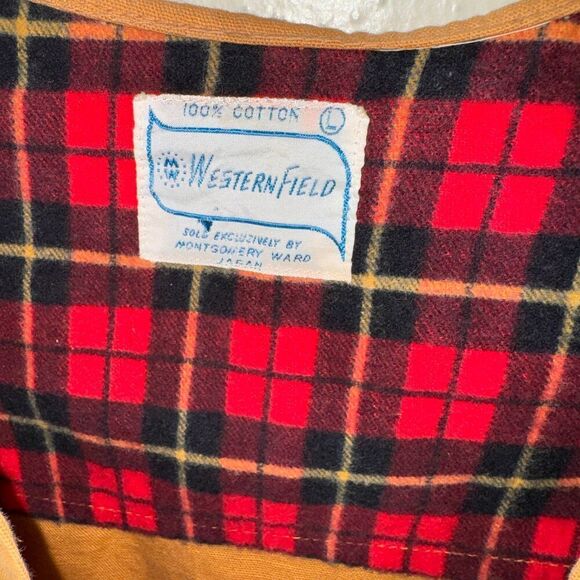 100% COTTON L
MW WESTERNFIELD
SOLD EXCLUSIVELY BY
MONTGOMERY WARD
JAPAN